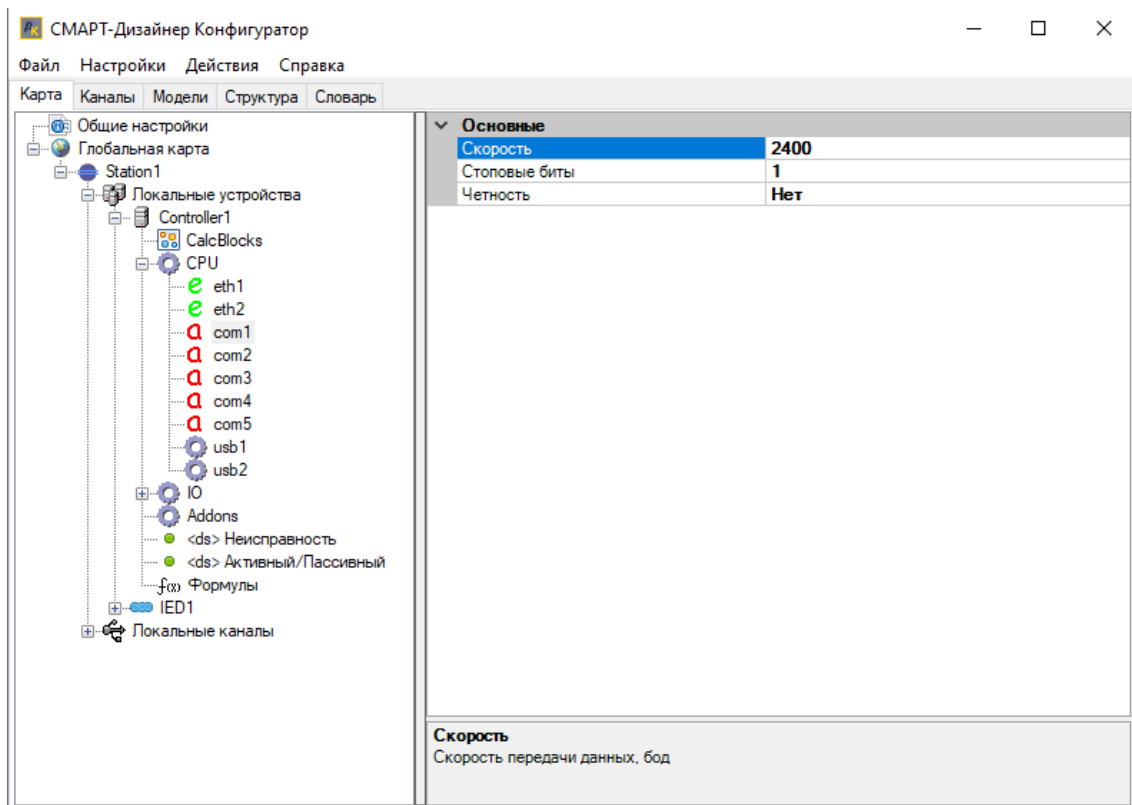 СМАРТ-Дизайнер Конфигуратор
Файл Настройки Действия Справка
Карта Каналы Модели Структура Словарь
Общие настройки
Глобальная карта
Station1
Локальные устройства
Controller1
CalcBlocks
CPU
eth1
eth2
com1
com2
com3
com4
com5
usb1
usb2
IO
Addons
<ds> Неисправность
<ds> Активный/Пассивный
f(x) Формулы
IED1
Локальные каналы
Основные
Скорость 2400
Стоповые биты 1
Четность Нет
Скорость
Скорость передачи данных, бод